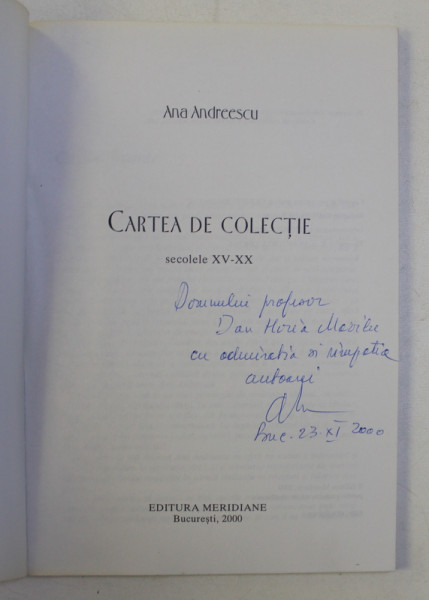 Ana Andreescu
CARTEA DE COLECȚIE
secolele XV-XX
Domnului profesor
Dan Horia Mazilu
cu admirația și simpatia
autoarei
Buc. 23 XI 2000
EDITURA MERIDIANE
București, 2000